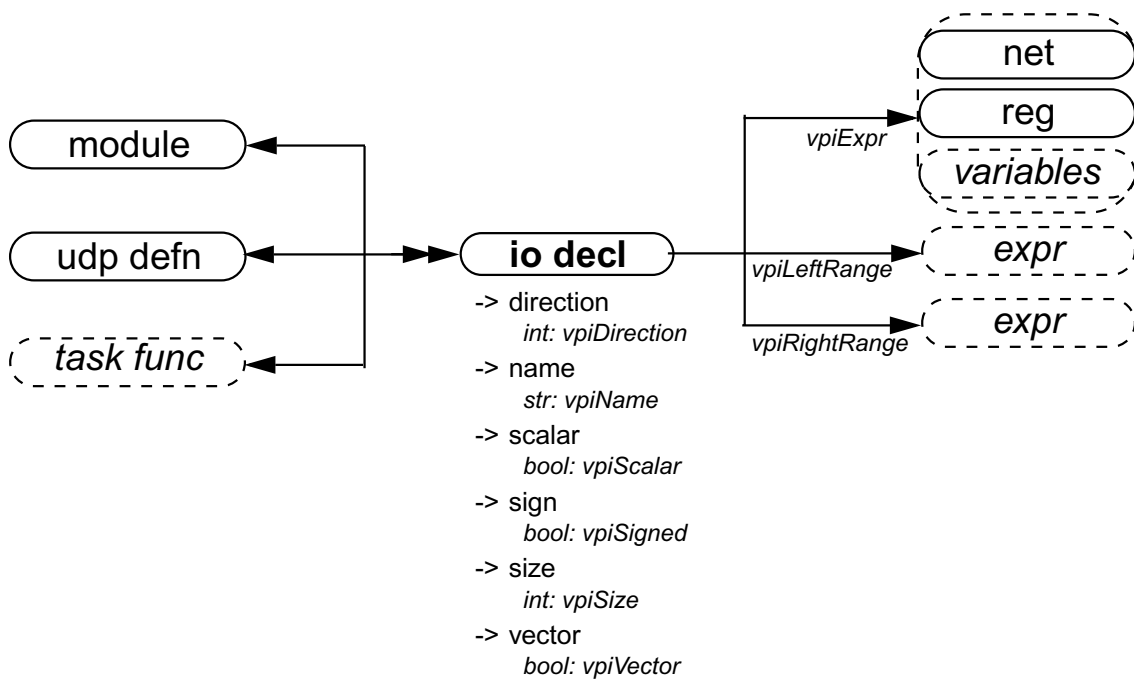 module
udp defn
task func
io decl
-> direction
int: vpiDirection
-> name
str: vpiName
-> scalar
bool: vpiScalar
-> sign
bool: vpiSigned
-> size
int: vpiSize
-> vector
bool: vpiVector
vpiExpr
vpiLeftRange
vpiRightRange
net
reg
variables
expr
expr